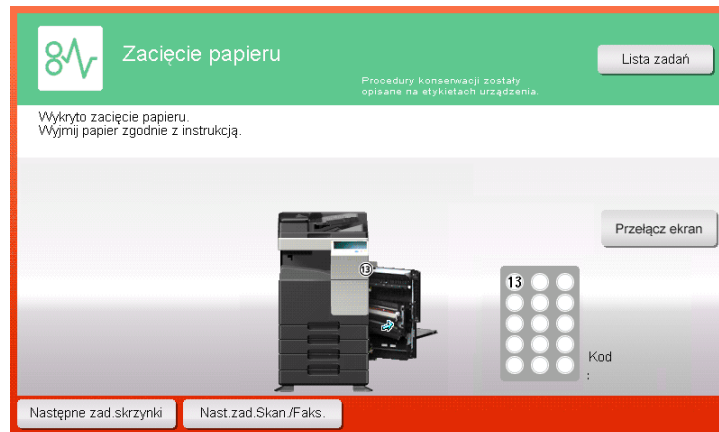 Zacięcie papieru
Lista zadań
Procedury konserwacji zostały
opisane na etykietach urządzenia.
Wykryto zacięcie papieru.
Wyjmij papier zgodnie z instrukcją.
Przełącz ekran
13
13
Kod
:
Następne zad.skrzynki
Nast.zad.Skan./Faks.